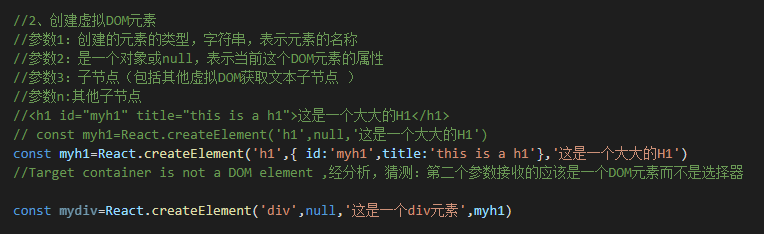 //2、创建虚拟DOM元素
//参数1：创建的元素的类型，字符串，表示元素的名称
//参数2：是一个对象或null，表示当前这个DOM元素的属性
//参数3：子节点（包括其他虚拟DOM获取文本子节点 ）
//参数n:其他子节点
//<h1 id="myh1" title="this is a h1">这是一个大大的H1</h1>
// const myh1=React.createElement('h1',null,'这是一个大大的H1')
const myh1=React.createElement('h1',{ id:'myh1',title:'this is a h1'},'这是一个大大的H1')
//Target container is not a DOM element ,经分析，猜测：第二个参数接收的应该是一个DOM元素而不是选择器
const mydiv=React.createElement('div',null,'这是一个div元素',myh1)